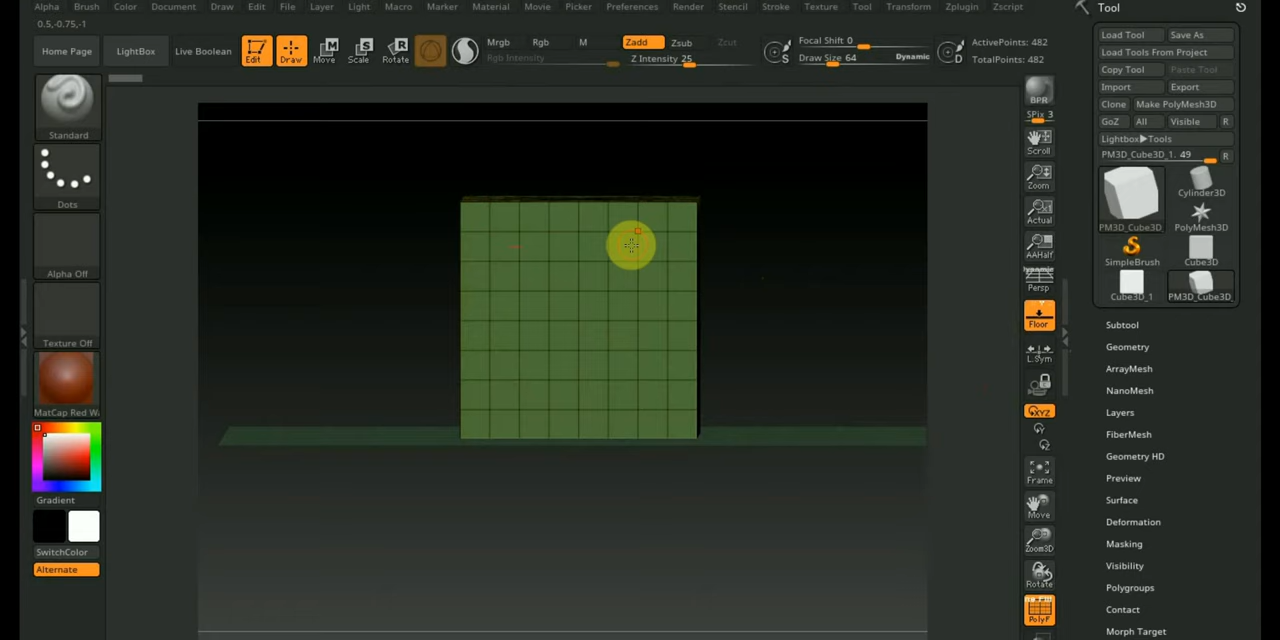 Alpha Brush Color Document Draw Edit File Layer Light Macro Marker Material Movie Picker Preferences Render Stencil Stroke Texture Tool Transform Zplugin Zscript
0.5,-0.75,-1
Home Page LightBox Live Boolean Edit Draw Move Scale Rotate
Mrgb Rgb M Zadd Zsub Zcut
Rgb Intensity Z Intensity 25
Focal Shift 0
Draw Size 64 Dynamic
ActivePoints: 482
TotalPoints: 482
Standard
Dots
Alpha Off
Texture Off
MatCap Red Wa
Gradient
SwitchColor
Alternate
BPR
SPix 3
Scroll
Zoom
Actual
AAHalf
Dynamic
Persp
Floor
L.Sym
XYZ
Frame
Move
Zoom3D
Rotate
PolyF
Tool
Load Tool Save As
Load Tools From Project
Copy Tool Paste Tool
Import Export
Clone Make PolyMesh3D
GoZ All Visible R
Lightbox▶Tools
PM3D_Cube3D_1. 49 R
PM3D_Cube3D_ Cylinder3D
PolyMesh3D
SimpleBrush Cube3D
Cube3D_1 PM3D_Cube3D_
Subtool
Geometry
ArrayMesh
NanoMesh
Layers
FiberMesh
Geometry HD
Preview
Surface
Deformation
Masking
Visibility
Polygroups
Contact
Morph Target